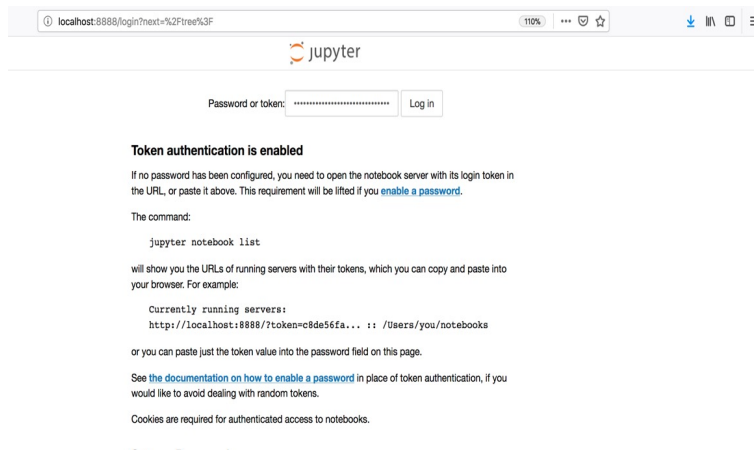 localhost:8888/login?next=%2Ftree%3F
110%
jupyter
Password or token:
Log in
Token authentication is enabled
If no password has been configured, you need to open the notebook server with its login token in
the URL, or paste it above. This requirement will be lifted if you enable a password.
The command:
jupyter notebook list
will show you the URLs of running servers with their tokens, which you can copy and paste into
your browser. For example:
Currently running servers:
http://localhost:8888/?token=c8de56fa... :: /Users/you/notebooks
or you can paste just the token value into the password field on this page.
See the documentation on how to enable a password in place of token authentication, if you
would like to avoid dealing with random tokens.
Cookies are required for authenticated access to notebooks.